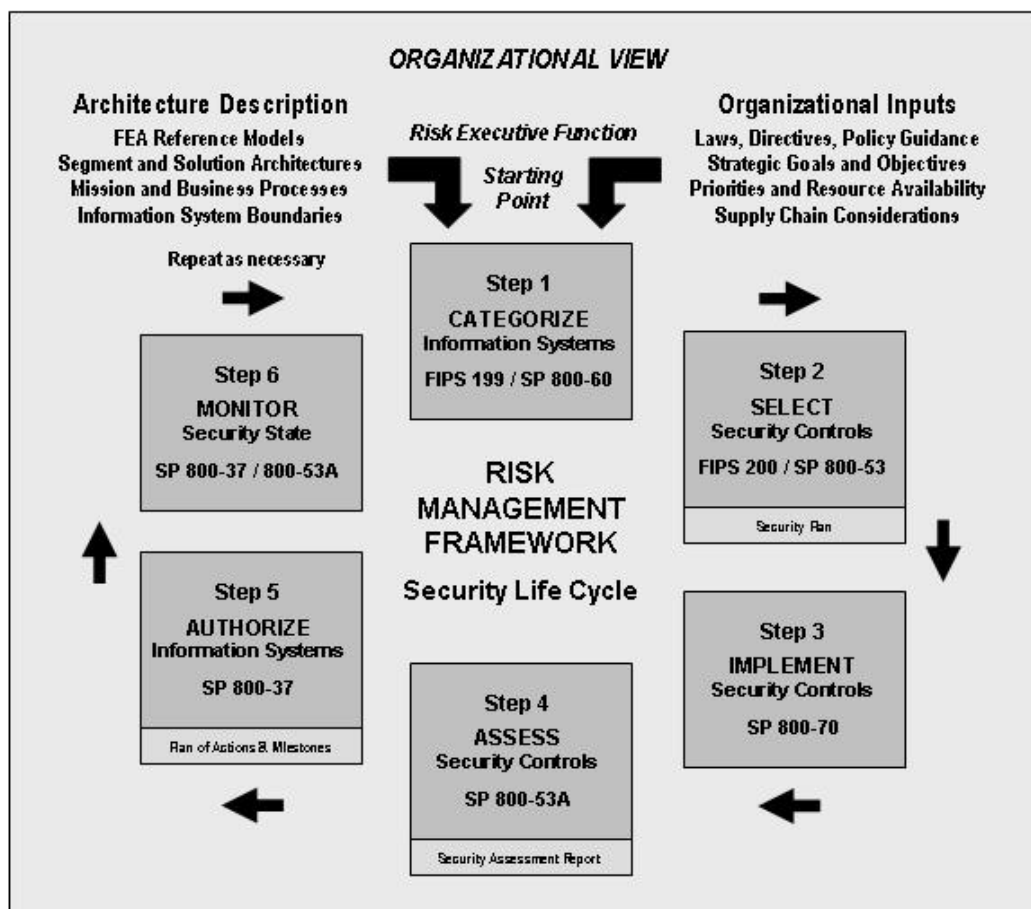 ORGANIZATIONAL VIEW
Architecture Description
FEA Reference Models
Segment and Solution Architectures
Mission and Business Processes
Information System Boundaries
Risk Executive Function
Starting
Point
Organizational Inputs
Laws, Directives, Policy Guidance
Strategic Goals and Objectives
Priorities and Resource Availability
Supply Chain Considerations
Repeat as necessary
Step 1
CATEGORIZE
Information Systems
FIPS 199 / SP 800-60
Step 2
SELECT
Security Controls
FIPS 200 / SP 800-53
Security Plan
Step 3
IMPLEMENT
Security Controls
SP 800-70
Step 4
ASSESS
Security Controls
SP 800-53A
Security Assessment Report
Step 5
AUTHORIZE
Information Systems
SP 800-37
Plan of Actions & Milestones
Step 6
MONITOR
Security State
SP 800-37 / 800-53A
RISK
MANAGEMENT
FRAMEWORK
Security Life Cycle